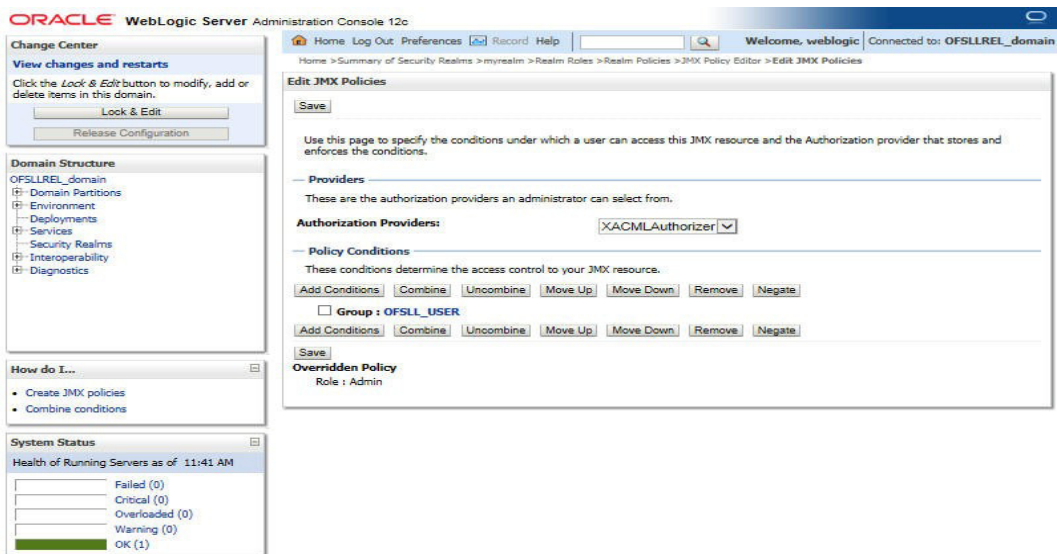 ORACLE WebLogic Server Administration Console 12c
Change Center
View changes and restarts
Click the Lock & Edit button to modify, add or
delete items in this domain.
Lock & Edit
Release Configuration
Domain Structure
OFSLLREL_domain
Domain Partitions
Environment
Deployments
Services
Security Realms
Interoperability
Diagnostics
How do I...
Create JMX policies
Combine conditions
System Status
Health of Running Servers as of 11:41 AM
Failed (0)
Critical (0)
Overloaded (0)
Warning (0)
OK (1)
Home Log Out Preferences Record Help
Welcome, weblogic Connected to: OFSLLREL_domain
Home >Summary of Security Realms >myrealm >Realm Roles >Realm Policies >JMX Policy Editor >Edit JMX Policies
Edit JMX Policies
Save
Use this page to specify the conditions under which a user can access this JMX resource and the Authorization provider that stores and
enforces the conditions.
Providers
These are the authorization providers an administrator can select from.
Authorization Providers: XACMLAuthorizer
Policy Conditions
These conditions determine the access control to your JMX resource.
Add Conditions Combine Uncombine Move Up Move Down Remove Negate
Group : OFSLL_USER
Add Conditions Combine Uncombine Move Up Move Down Remove Negate
Save
Overridden Policy
Role : Admin